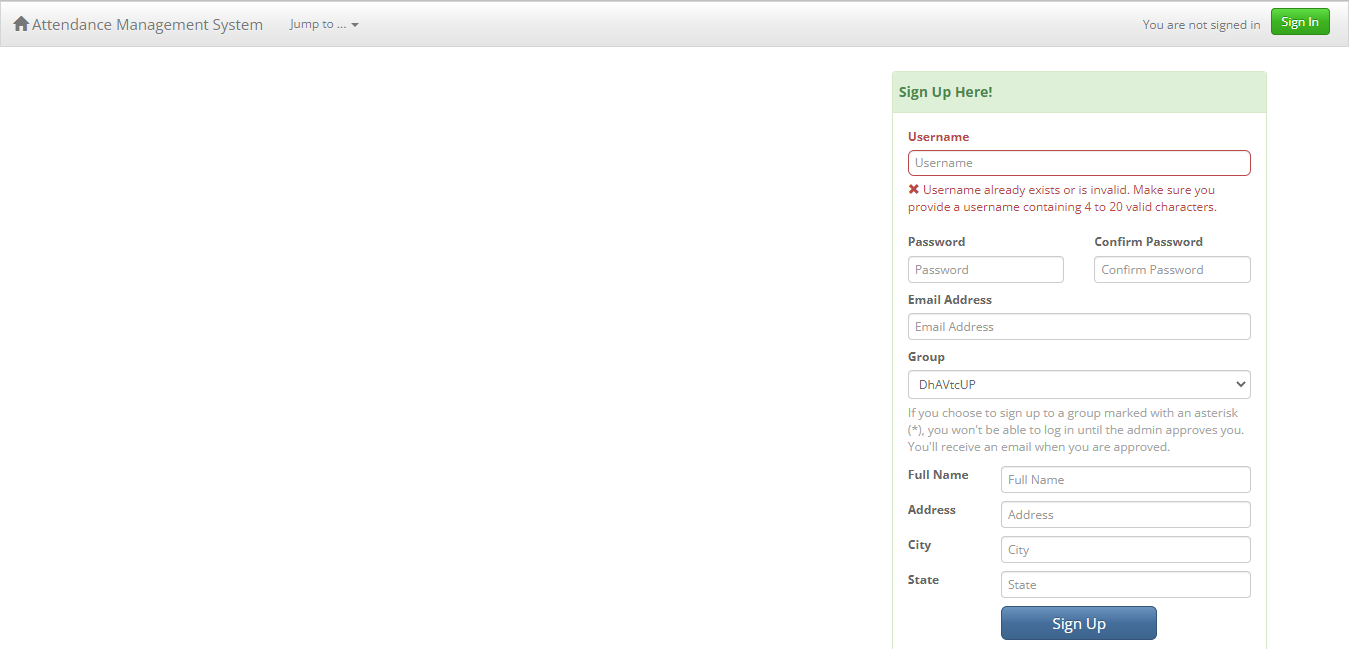 Attendance Management System Jump to ... You are not signed in Sign In
Sign Up Here!
Username
Username
✖ Username already exists or is invalid. Make sure you
provide a username containing 4 to 20 valid characters.
Password Confirm Password
Password Confirm Password
Email Address
Email Address
Group
DhAVtcUP
If you choose to sign up to a group marked with an asterisk
(*), you won't be able to log in until the admin approves you.
You'll receive an email when you are approved.
Full Name Full Name
Address Address
City City
State State
Sign Up